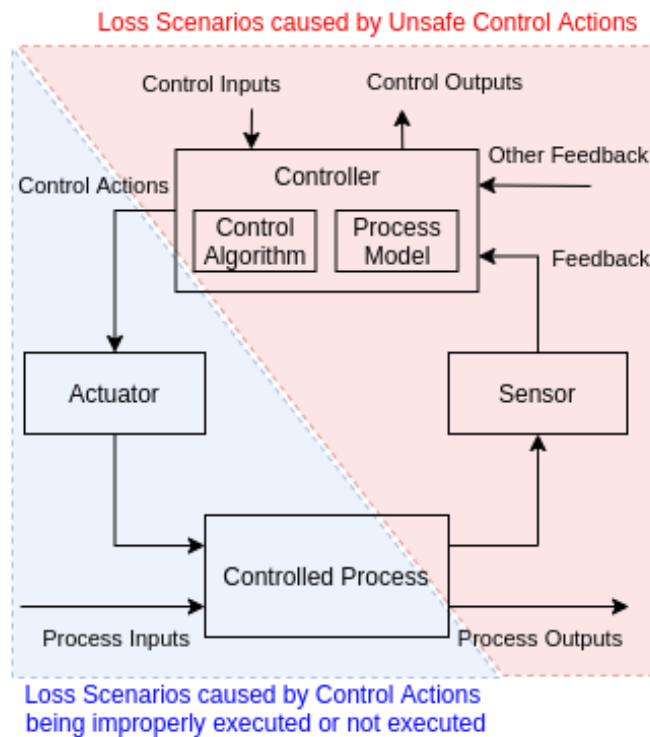 Loss Scenarios caused by Unsafe Control Actions
Control Inputs
Control Outputs
Other Feedback
Controller
Control Actions
Control
Algorithm
Process
Model
Feedback
Actuator
Sensor
Controlled Process
Process Inputs
Process Outputs
Loss Scenarios caused by Control Actions
being improperly executed or not executed